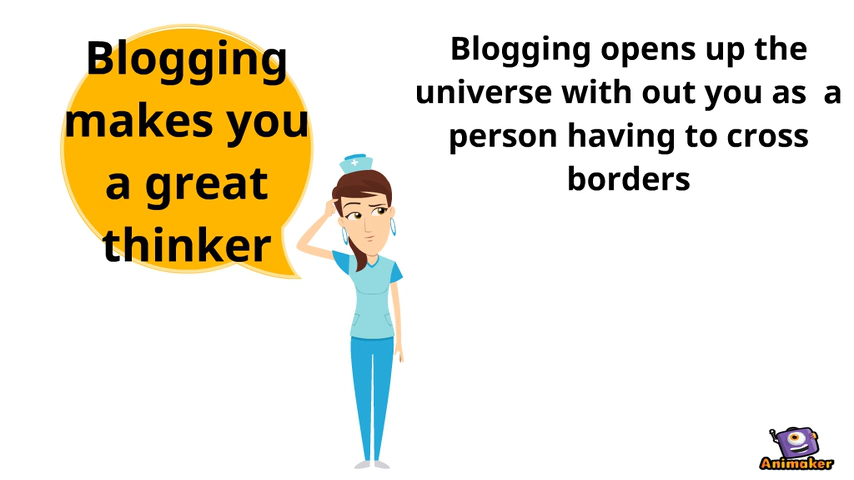 Blogging
makes you
a great
thinker
Blogging opens up the
universe with out you as  a
person having to cross
borders
Animaker